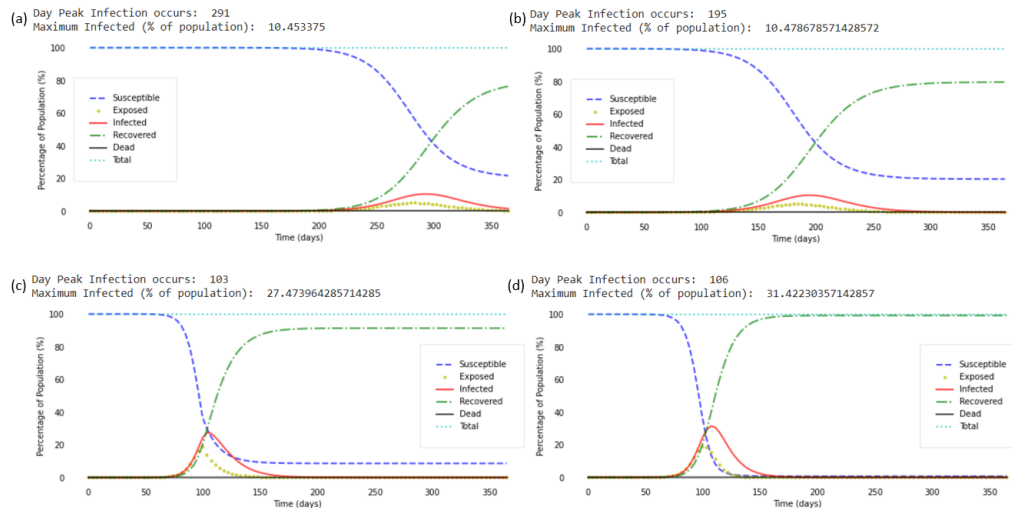 (a) Day Peak Infection occurs: 291
Maximum Infected (% of population): 10.453375
Percentage of Population (%)
100
80
60
40
20
0
Susceptible
Exposed
Infected
Recovered
Dead
Total
0 50 100 150 200 250 300 350
Time (days)
(b) Day Peak Infection occurs: 195
Maximum Infected (% of population): 10.478678571428572
Percentage of Population (%)
100
80
60
40
20
0
Susceptible
Exposed
Infected
Recovered
Dead
Total
0 50 100 150 200 250 300 350
Time (days)
(c) Day Peak Infection occurs: 103
Maximum Infected (% of population): 27.473964285714285
Percentage of Population (%)
100
80
60
40
20
0
Susceptible
Exposed
Infected
Recovered
Dead
Total
0 50 100 150 200 250 300 350
Time (days)
(d) Day Peak Infection occurs: 106
Maximum Infected (% of population): 31.42230357142857
Percentage of Population (%)
100
80
60
40
20
0
Susceptible
Exposed
Infected
Recovered
Dead
Total
0 50 100 150 200 250 300 350
Time (days)